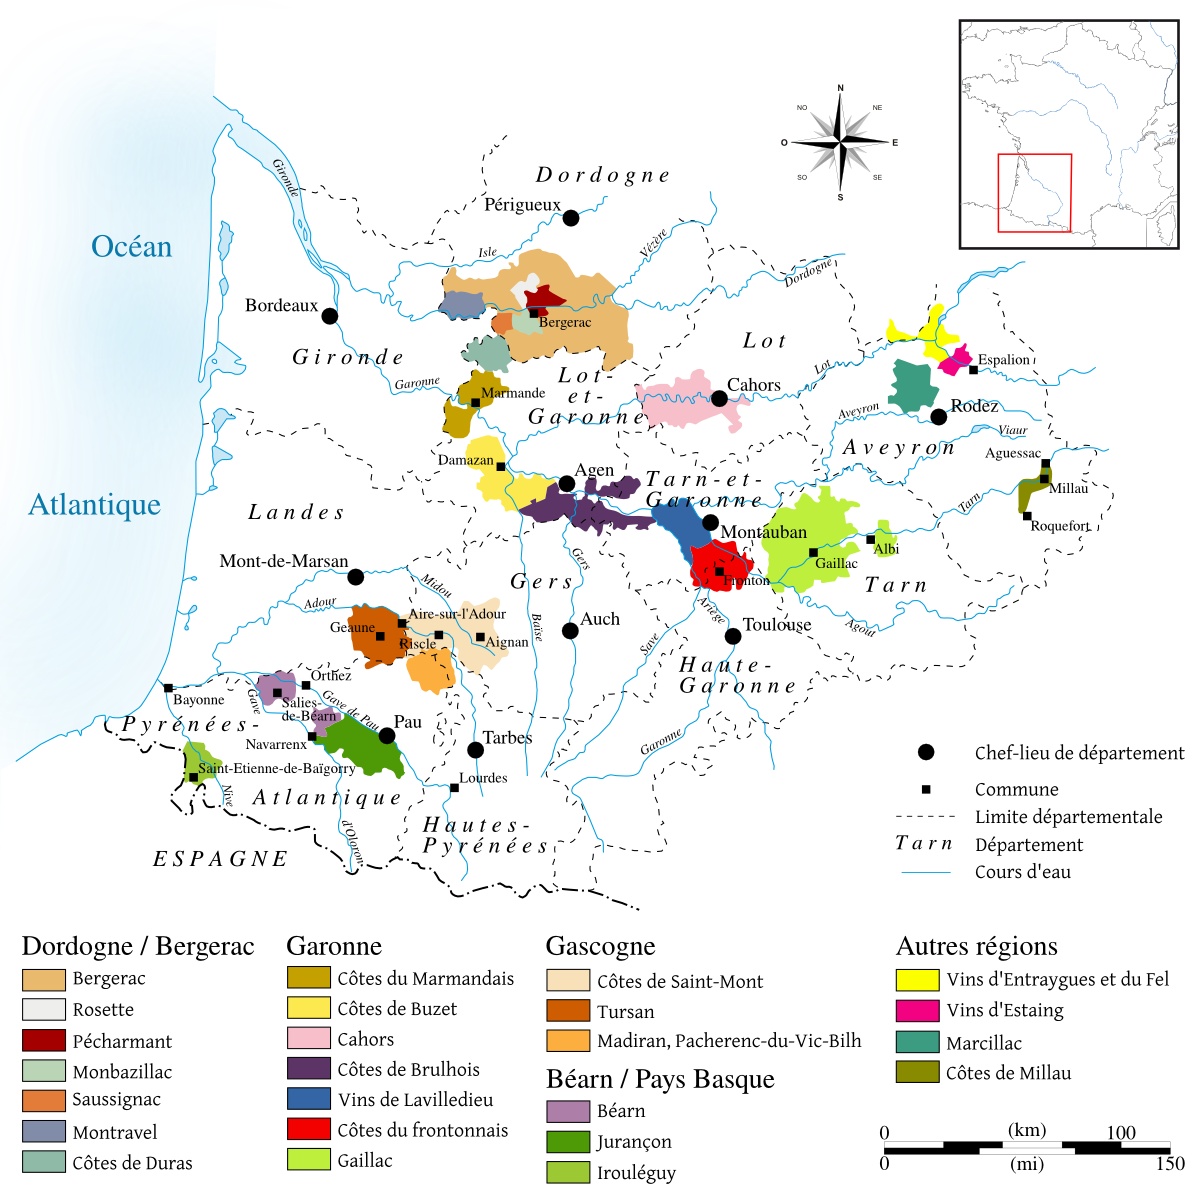 N
NO
NE
O
E
SO
SE
S
Océan
Atlantique
Gironde
Dordogne
Périgueux
Isle
Vézère
Dordogne
Bordeaux
Bergerac
Gironde
Lot
Espalion
Garonne
Lot-
et-
Garonne
Marmande
Cahors
Lot
Rodez
Aveyron
Aveyron
Viaur
Damazan
Agen
Aguessac
Tarn-et-
Garonne
Millau
Tarn
Roquefort
Landes
Montauban
Albi
Gaillac
Mont-de-Marsan
Gers
Gers
Fronton
Tarn
Midou
Adour
Aire-sur-l'Adour
Geaune
Riscle
Aignan
Baïse
Auch
Ariège
Toulouse
Agout
Save
Haute-
Garonne
Orthez
Bayonne
Gave
Salies-
de-Béarn
Gave de Pau
Pau
Pyrénées-
Navarrenx
Tarbes
Garonne
Saint-Etienne-de-Baïgorry
Lourdes
Nive
Atlantique
d'Oloron
Hautes-
Pyrénées
ESPAGNE
Chef-lieu de département
Commune
Limite départementale
Tarn
Département
Cours d'eau
Dordogne / Bergerac
Bergerac
Rosette
Pécharmant
Monbazillac
Saussignac
Montravel
Côtes de Duras
Garonne
Côtes du Marmandais
Côtes de Buzet
Cahors
Côtes de Brulhois
Vins de Lavilledieu
Côtes du frontonnais
Gaillac
Gascogne
Côtes de Saint-Mont
Tursan
Madiran, Pacherenc-du-Vic-Bilh
Béarn / Pays Basque
Béarn
Jurançon
Irouléguy
Autres régions
Vins d'Entraygues et du Fel
Vins d'Estaing
Marcillac
Côtes de Millau
0
(km)
100
0
(mi)
150